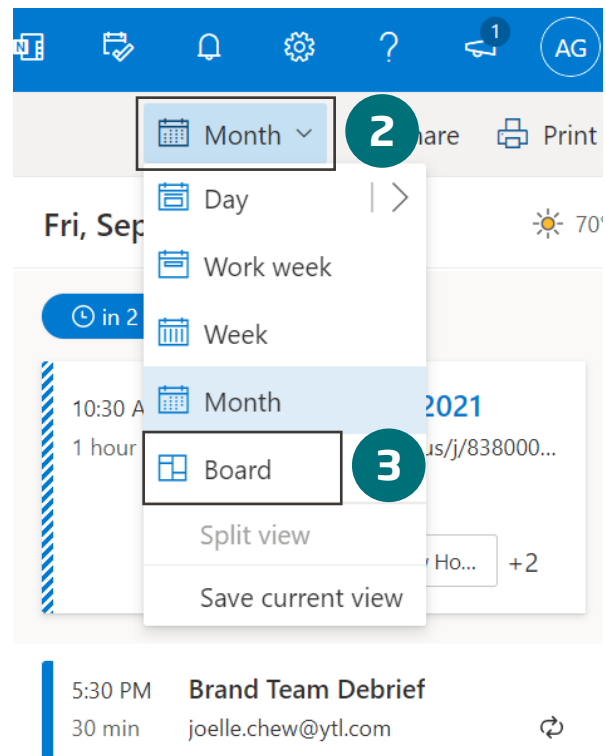 N
1
?
AG
Month
2
Print
Day
Fri, Sep
70°
Work week
in 2
Week
Month
10:30 A
2021
1 hour
us/j/838000...
Board
3
Split view
Ho...
+2
Save current view
5:30 PM Brand Team Debrief
30 min joelle.chew@ytl.com